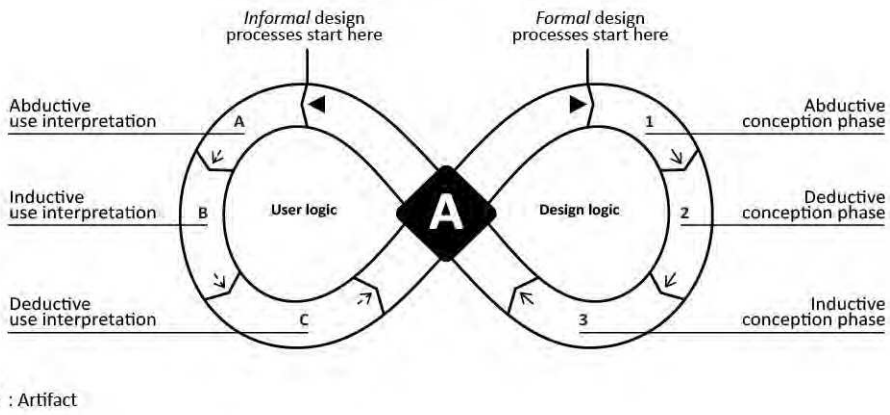 Informal design
processes start here
Formal design
processes start here
Abductive
use interpretation
A
1
Abductive
conception phase
Inductive
use interpretation
B
User logic
A
Design logic
2
Deductive
conception phase
Deductive
use interpretation
C
3
Inductive
conception phase
: Artifact